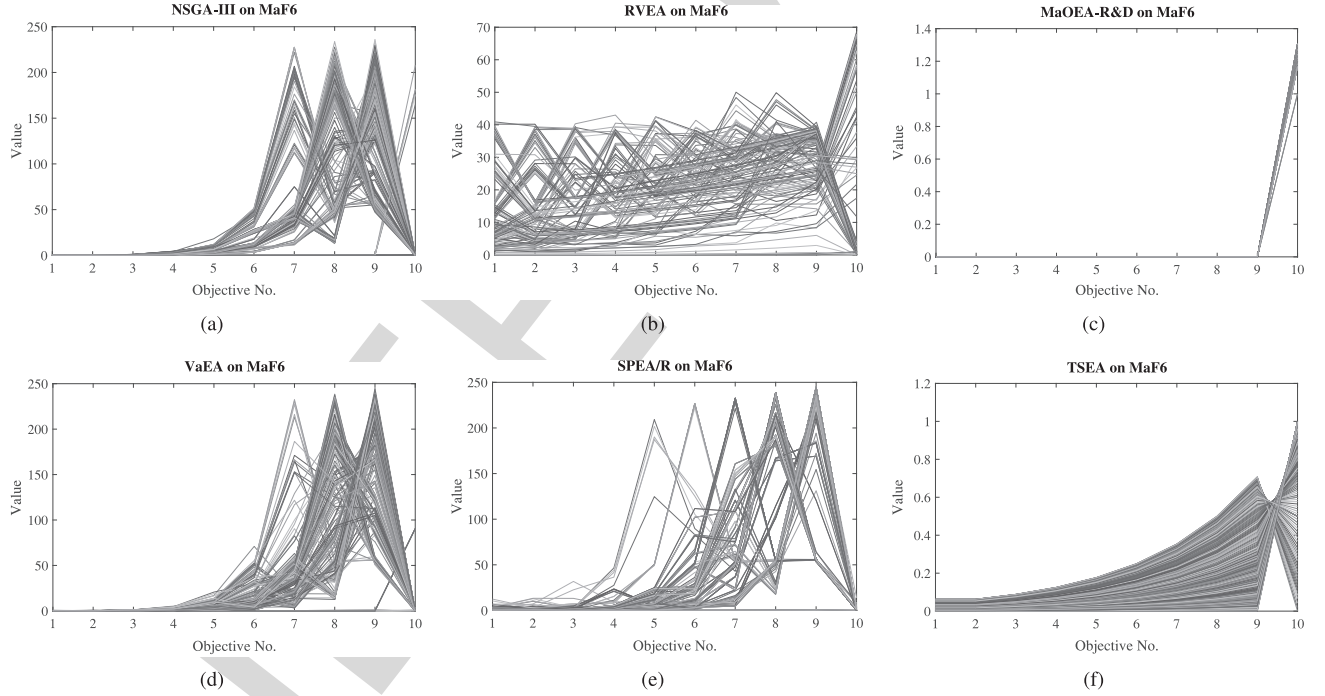 NSGA-III on MaF6
250
200
150
100
50
0
Value
1 2 3 4 5 6 7 8 9 10
Objective No.
(a)
RVEA on MaF6
70
60
50
40
30
20
10
0
Value
1 2 3 4 5 6 7 8 9 10
Objective No.
(b)
MaOEA-R&D on MaF6
1.4
1.2
1
0.8
0.6
0.4
0.2
0
Value
1 2 3 4 5 6 7 8 9 10
Objective No.
(c)
VaEA on MaF6
250
200
150
100
50
0
Value
1 2 3 4 5 6 7 8 9 10
Objective No.
(d)
SPEA/R on MaF6
250
200
150
100
50
0
Value
1 2 3 4 5 6 7 8 9 10
Objective No.
(e)
TSEA on MaF6
1.2
1
0.8
0.6
0.4
0.2
0
Value
1 2 3 4 5 6 7 8 9 10
Objective No.
(f)